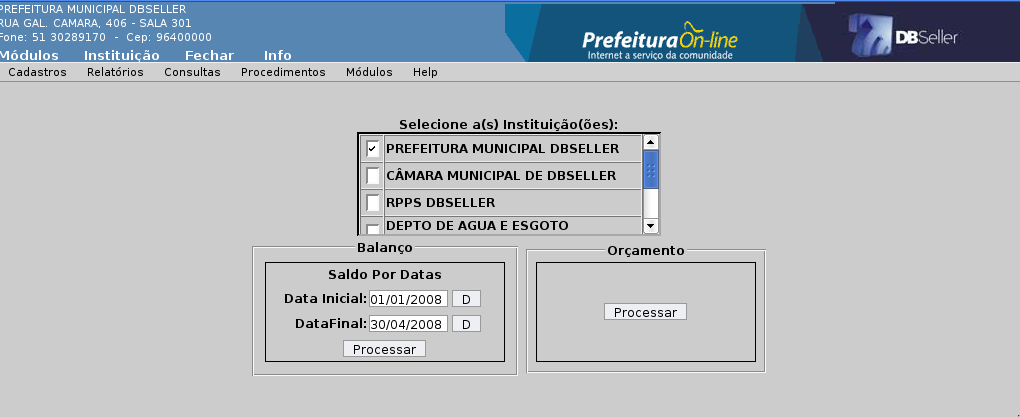 PREFEITURA MUNICIPAL DBSELLER
RUA GAL. CAMARA, 406 - SALA 301
Fone: 51 30289170 - Cep: 96400000
Módulos Instituição Fechar Info
PrefeituraOn-line
Internet a serviço da comunidade
DBSeller
Cadastros Relatórios Consultas Procedimentos Módulos Help
Selecione a(s) Instituição(ões):
PREFEITURA MUNICIPAL DBSELLER
CÂMARA MUNICIPAL DE DBSELLER
RPPS DBSELLER
DEPTO DE AGUA E ESGOTO
Balanço
Saldo Por Datas
Data Inicial: 01/01/2008 D
DataFinal: 30/04/2008 D
Processar
Orçamento
Processar